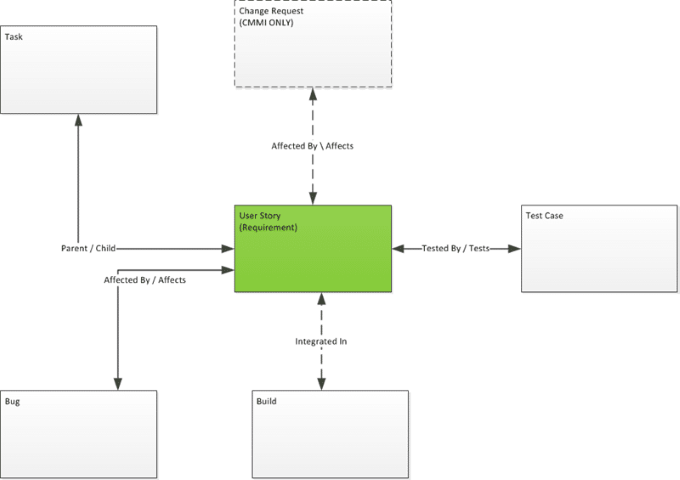 Change Request
(CMMI ONLY)
Task
Affected By \ Affects
User Story
(Requirement)
Test Case
Parent / Child
Tested By / Tests
Affected By / Affects
Integrated In
Bug
Build